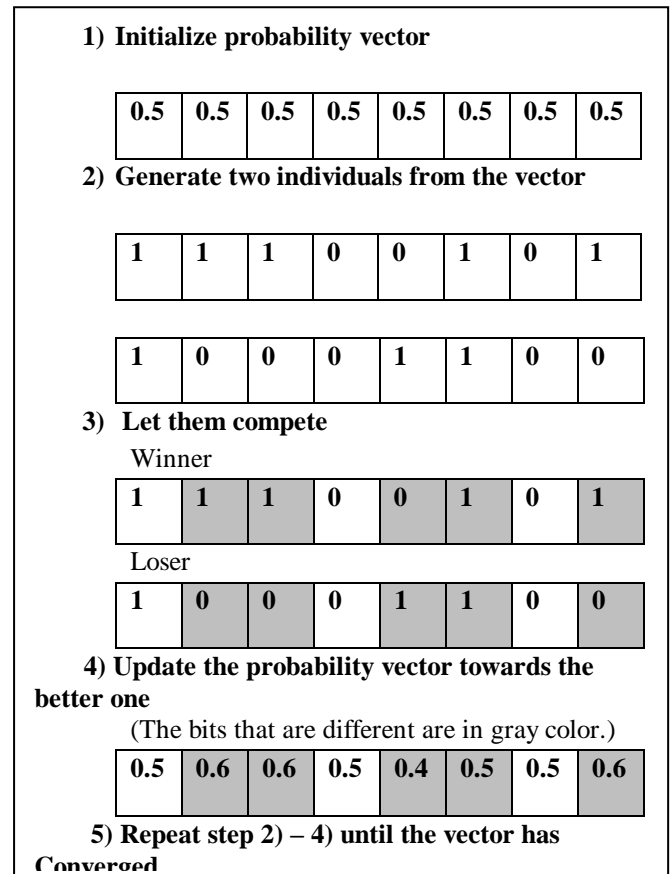 1) Initialize probability vector
0.5 0.5 0.5 0.5 0.5 0.5 0.5 0.5
2) Generate two individuals from the vector
1 1 1 0 0 1 0 1
1 0 0 0 1 1 0 0
3) Let them compete
Winner
1 1 1 0 0 1 0 1
Loser
1 0 0 0 1 1 0 0
4) Update the probability vector towards the
better one
(The bits that are different are in gray color.)
0.5 0.6 0.6 0.5 0.4 0.5 0.5 0.6
5) Repeat step 2) – 4) until the vector has
Converged